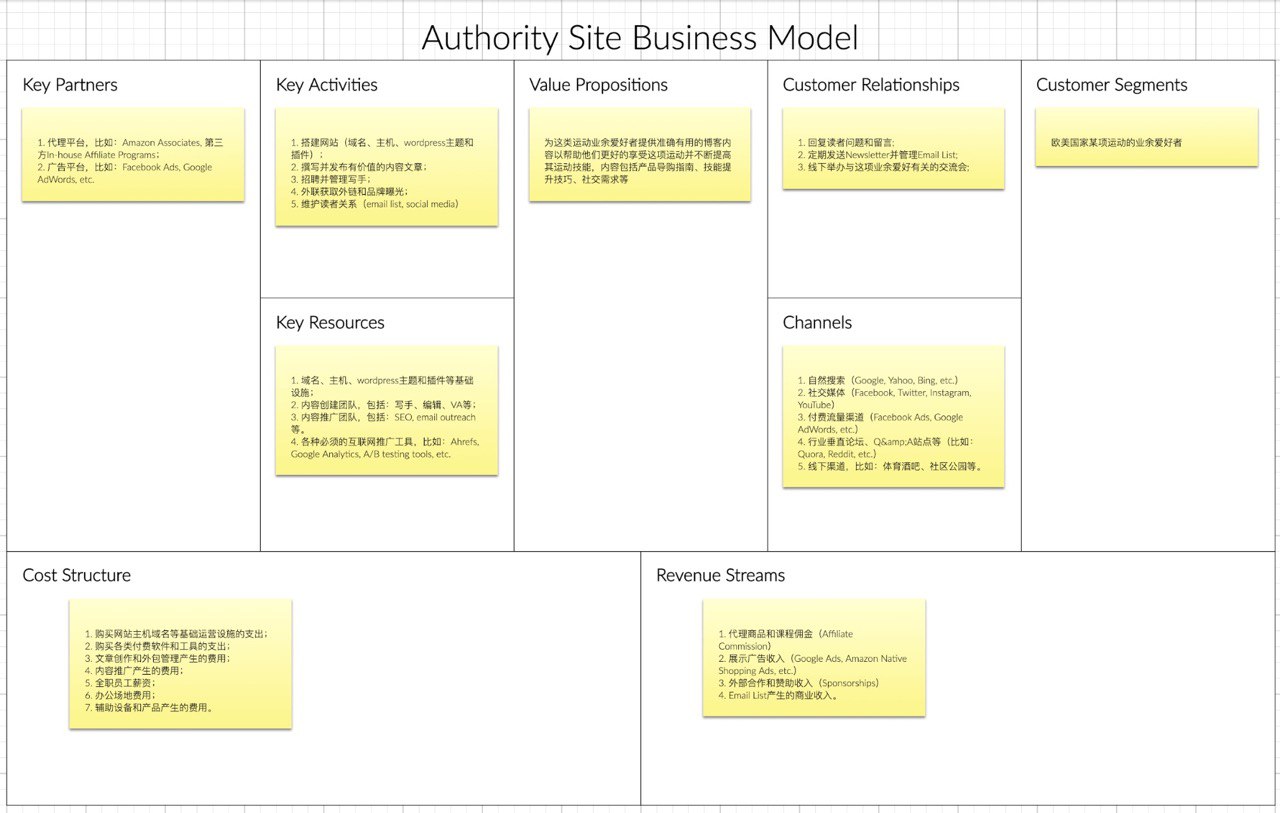 Authority Site Business Model
Key Partners
1. 代理平台，比如：Amazon Associates, 第三
方In-house Affiliate Programs；
2. 广告平台，比如：Facebook Ads, Google
AdWords, etc.
Key Activities
1. 搭建网站（域名、主机、wordpress主题和
插件）；
2. 撰写并发布有价值的内容文章；
3. 招聘并管理写手；
4. 外联获取外链和品牌曝光；
5. 维护读者关系（email list, social media）
Key Resources
1. 域名、主机、wordpress主题和插件等基础
设施；
2. 内容创建团队，包括：写手、编辑、VA等；
3. 内容推广团队，包括：SEO, email outreach
等。
4. 各种必须的互联网推广工具，比如：Ahrefs,
Google Analytics, A/B testing tools, etc.
Value Propositions
为这类运动业余爱好者提供准确有用的博客内
容以帮助他们更好的享受这项运动并不断提高
其运动技能，内容包括产品导购指南、技能提
升技巧、社交需求等
Customer Relationships
1. 回复读者问题和留言;
2. 定期发送Newsletter并管理Email List;
3. 线下举办与这项业余爱好有关的交流会;
Channels
1. 自然搜索（Google, Yahoo, Bing, etc.）
2. 社交媒体（Facebook, Twitter, Instagram,
YouTube）
3. 付费流量渠道（Facebook Ads, Google
AdWords, etc.）
4. 行业垂直论坛、Q&amp;A站点等（比如：
Quora, Reddit, etc.）
5. 线下渠道，比如：体育酒吧、社区公园等。
Customer Segments
欧美国家某项运动的业余爱好者
Cost Structure
1. 购买网站主机域名等基础运营设施的支出；
2. 购买各类付费软件和工具的支出；
3. 文章创作和外包管理产生的费用；
4. 内容推广产生的费用；
5. 全职员工薪资；
6. 办公场地费用；
7. 辅助设备和产品产生的费用。
Revenue Streams
1. 代理商品和课程佣金（Affiliate
Commission）
2. 展示广告收入（Google Ads, Amazon Native
Shopping Ads, etc.）
3. 外部合作和赞助收入（Sponsorships）
4. Email List产生的商业收入。